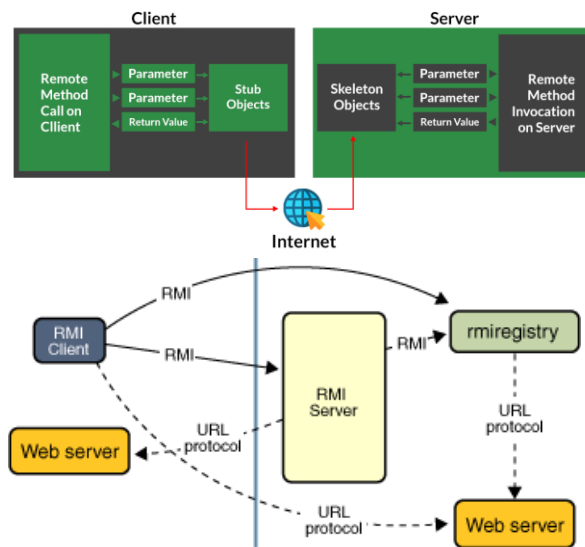 Client
Server
Remote
Method
Call on
Cllient
Parameter
Parameter
Return Value
Stub
Objects
Skeleton
Objects
Parameter
Parameter
Return Value
Remote
Method
Invocation
on Server
Internet
RMI
RMI
Client
RMI
RMI
Server
RMI
rmiregistry
URL
protocol
Web server
URL
protocol
URL
protocol
Web server